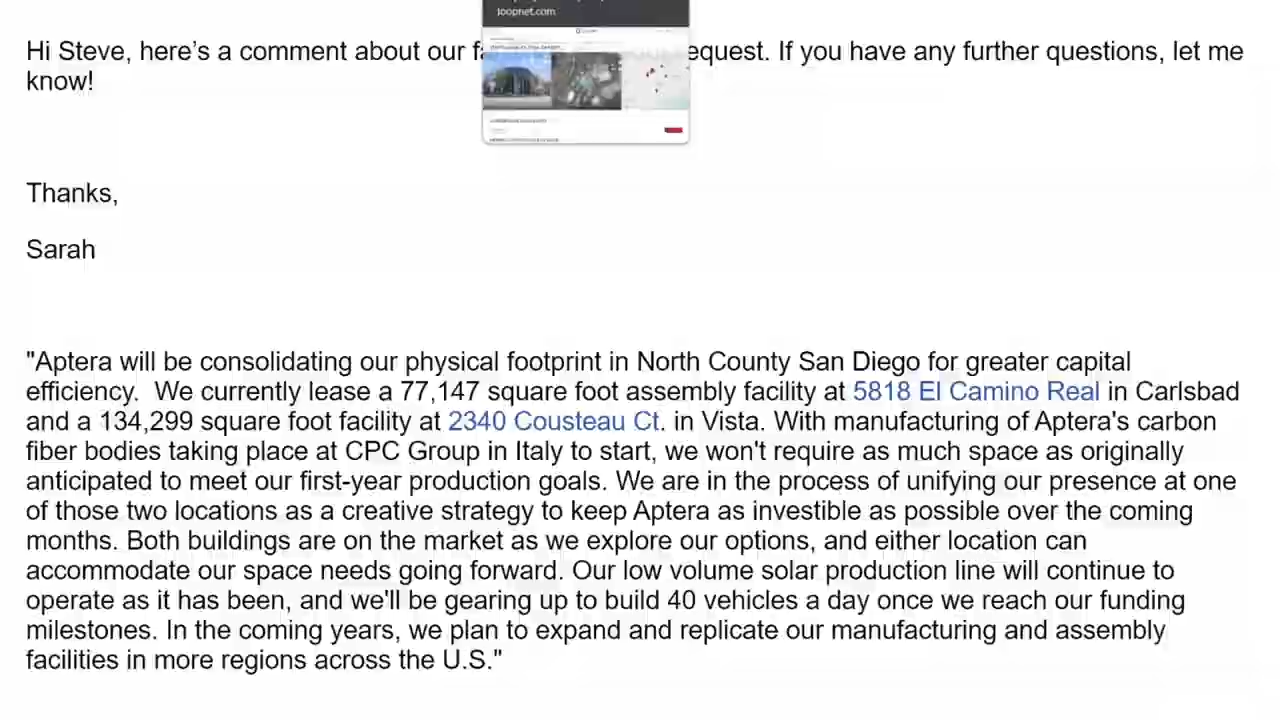 loopnet.com
Hi Steve, here’s a comment about our equest. If you have any further questions, let me
know!
Thanks,
Sarah
"Aptera will be consolidating our physical footprint in North County San Diego for greater capital
efficiency.  We currently lease a 77,147 square foot assembly facility at 5818 El Camino Real in Carlsbad
and a 134,299 square foot facility at 2340 Cousteau Ct. in Vista. With manufacturing of Aptera's carbon
fiber bodies taking place at CPC Group in Italy to start, we won't require as much space as originally
anticipated to meet our first-year production goals. We are in the process of unifying our presence at one
of those two locations as a creative strategy to keep Aptera as investible as possible over the coming
months. Both buildings are on the market as we explore our options, and either location can
accommodate our space needs going forward. Our low volume solar production line will continue to
operate as it has been, and we'll be gearing up to build 40 vehicles a day once we reach our funding
milestones. In the coming years, we plan to expand and replicate our manufacturing and assembly
facilities in more regions across the U.S."